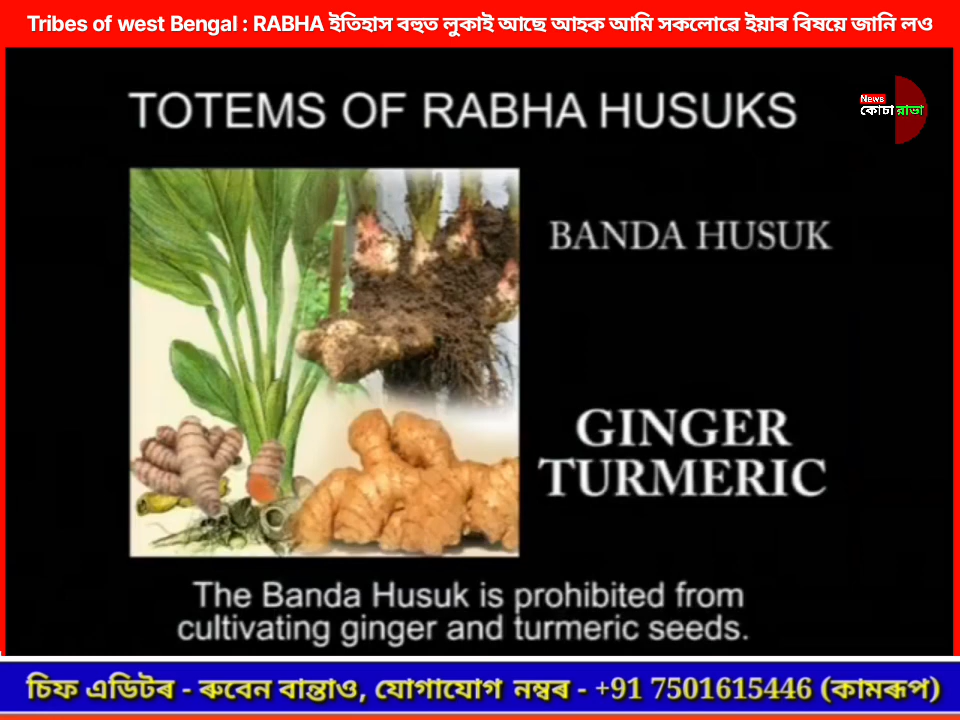 Tribes of west Bengal : RABHA ইতিহাস বহুত লুকাই আছে আহক আমি সকলোৱে ইয়াৰ বিষয়ে জানি লও
TOTEMS OF RABHA HUSUKS
News
কোচা ৰাভা
BANDA HUSUK
GINGER
TURMERIC
The Banda Husuk is prohibited from
cultivating ginger and turmeric seeds.
চিফ এডিটৰ - ৰুবেন বান্তাও, যোগাযোগ নম্বৰ - +91 7501615446 (কামৰূপ)